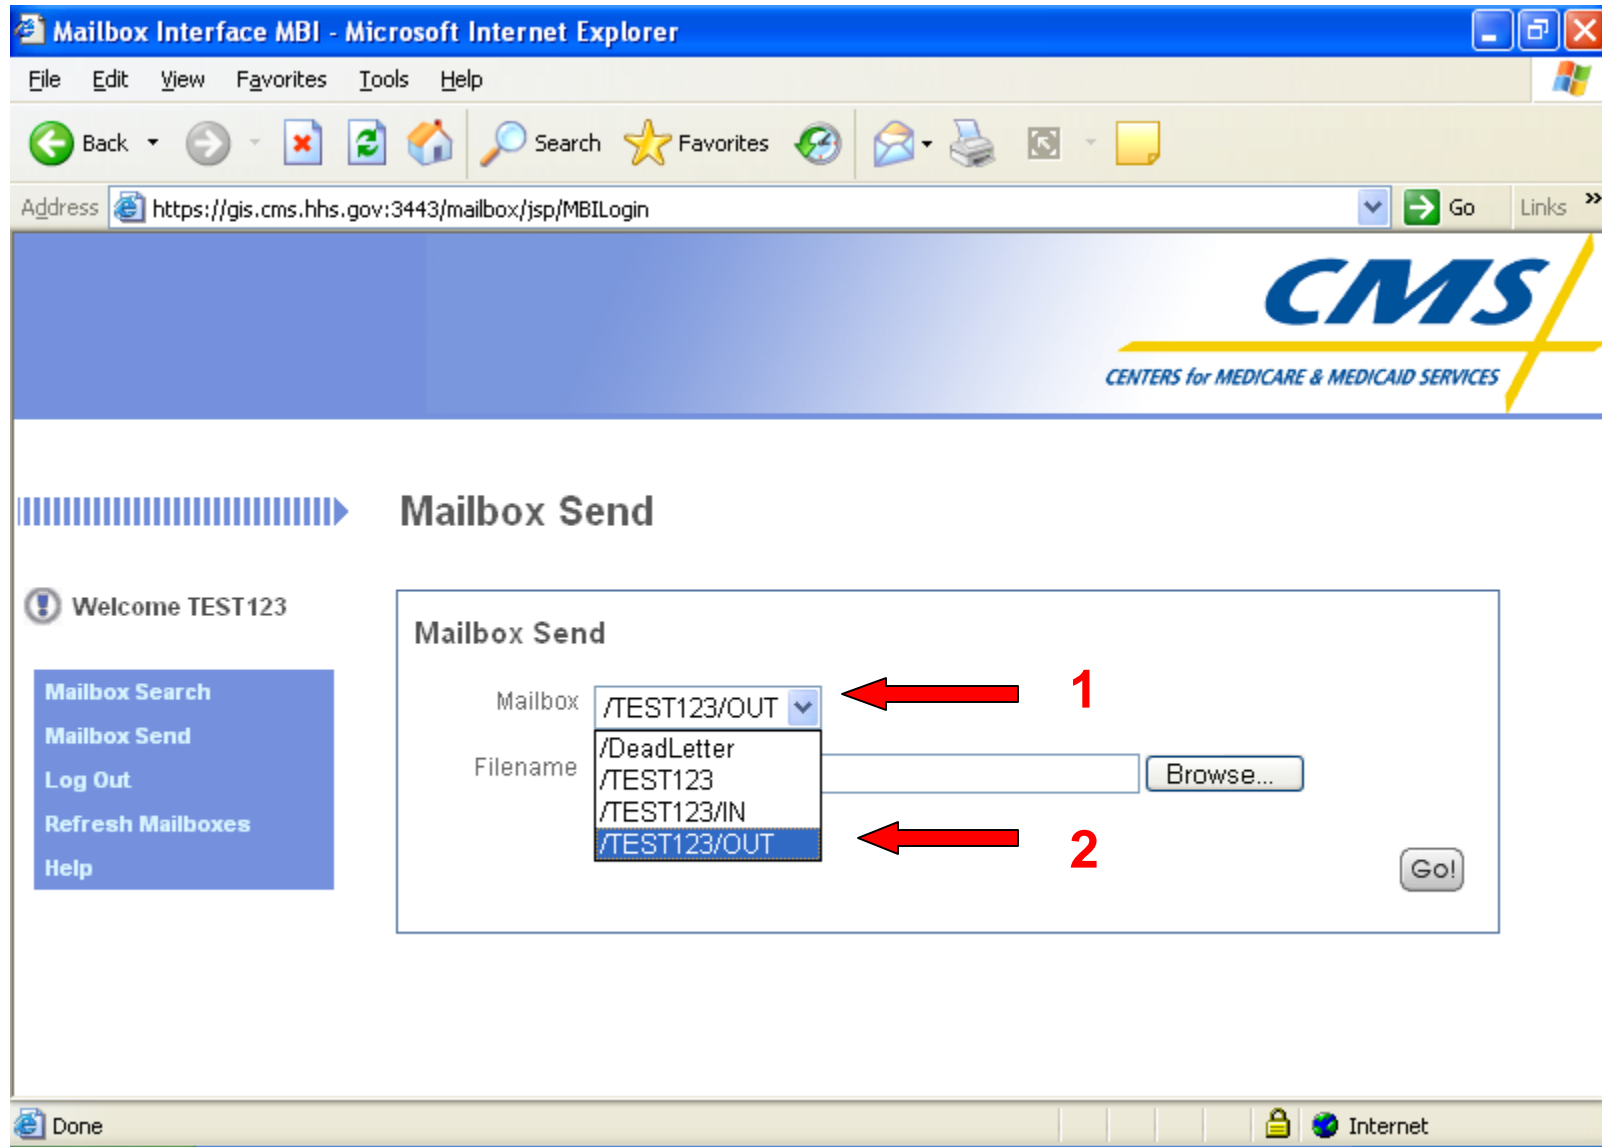 Mailbox Interface MBI - Microsoft Internet Explorer
File Edit View Favorites Tools Help
Back Search Favorites
Address https://gis.cms.hhs.gov:3443/mailbox/jsp/MBILogin Go Links »
CMS
CENTERS for MEDICARE & MEDICAID SERVICES
Mailbox Send
Welcome TEST123
Mailbox Search
Mailbox Send
Log Out
Refresh Mailboxes
Help
Mailbox Send
Mailbox /TEST123/OUT 1
/DeadLetter
Filename /TEST123 Browse...
/TEST123/IN
/TEST123/OUT 2
Go!
Done Internet